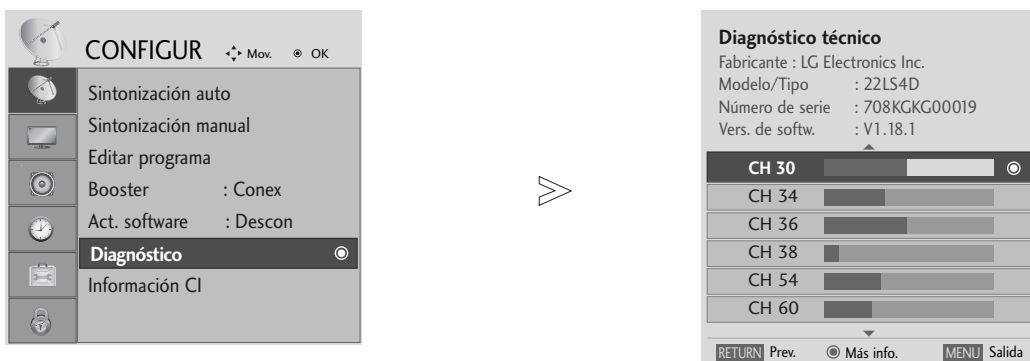 CONFIGUR Mov. OK
Sintonización auto
Sintonización manual
Editar programa
Booster : Conex
Act. software : Descon
Diagnóstico
Información CI
Diagnóstico técnico
Fabricante : LG Electronics Inc.
Modelo/Tipo : 22LS4D
Número de serie : 708KGKG00019
Vers. de softw. : V1.18.1
CH 30
CH 34
CH 36
CH 38
CH 54
CH 60
RETURN Prev. Más info. MENU Salida